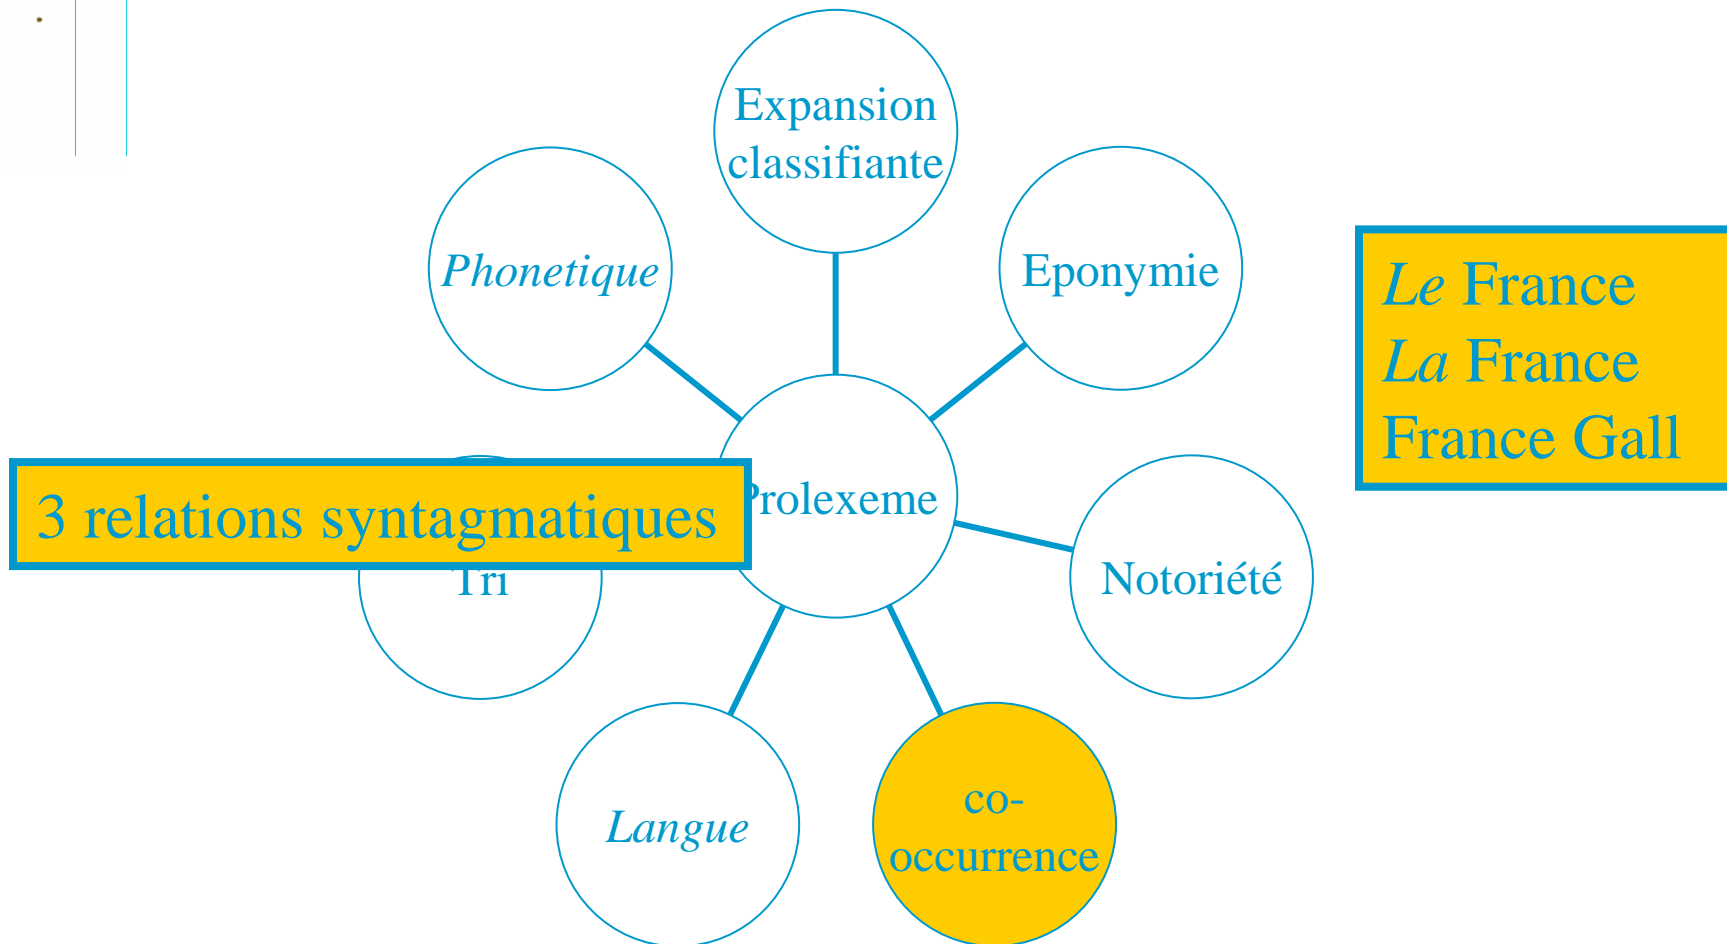 Expansion
classifiante
Phonetique
Eponymie
Le France
La France
France Gall
3 relations syntagmatiques
Prolexeme
Tri
Notoriété
Langue
co-
occurrence